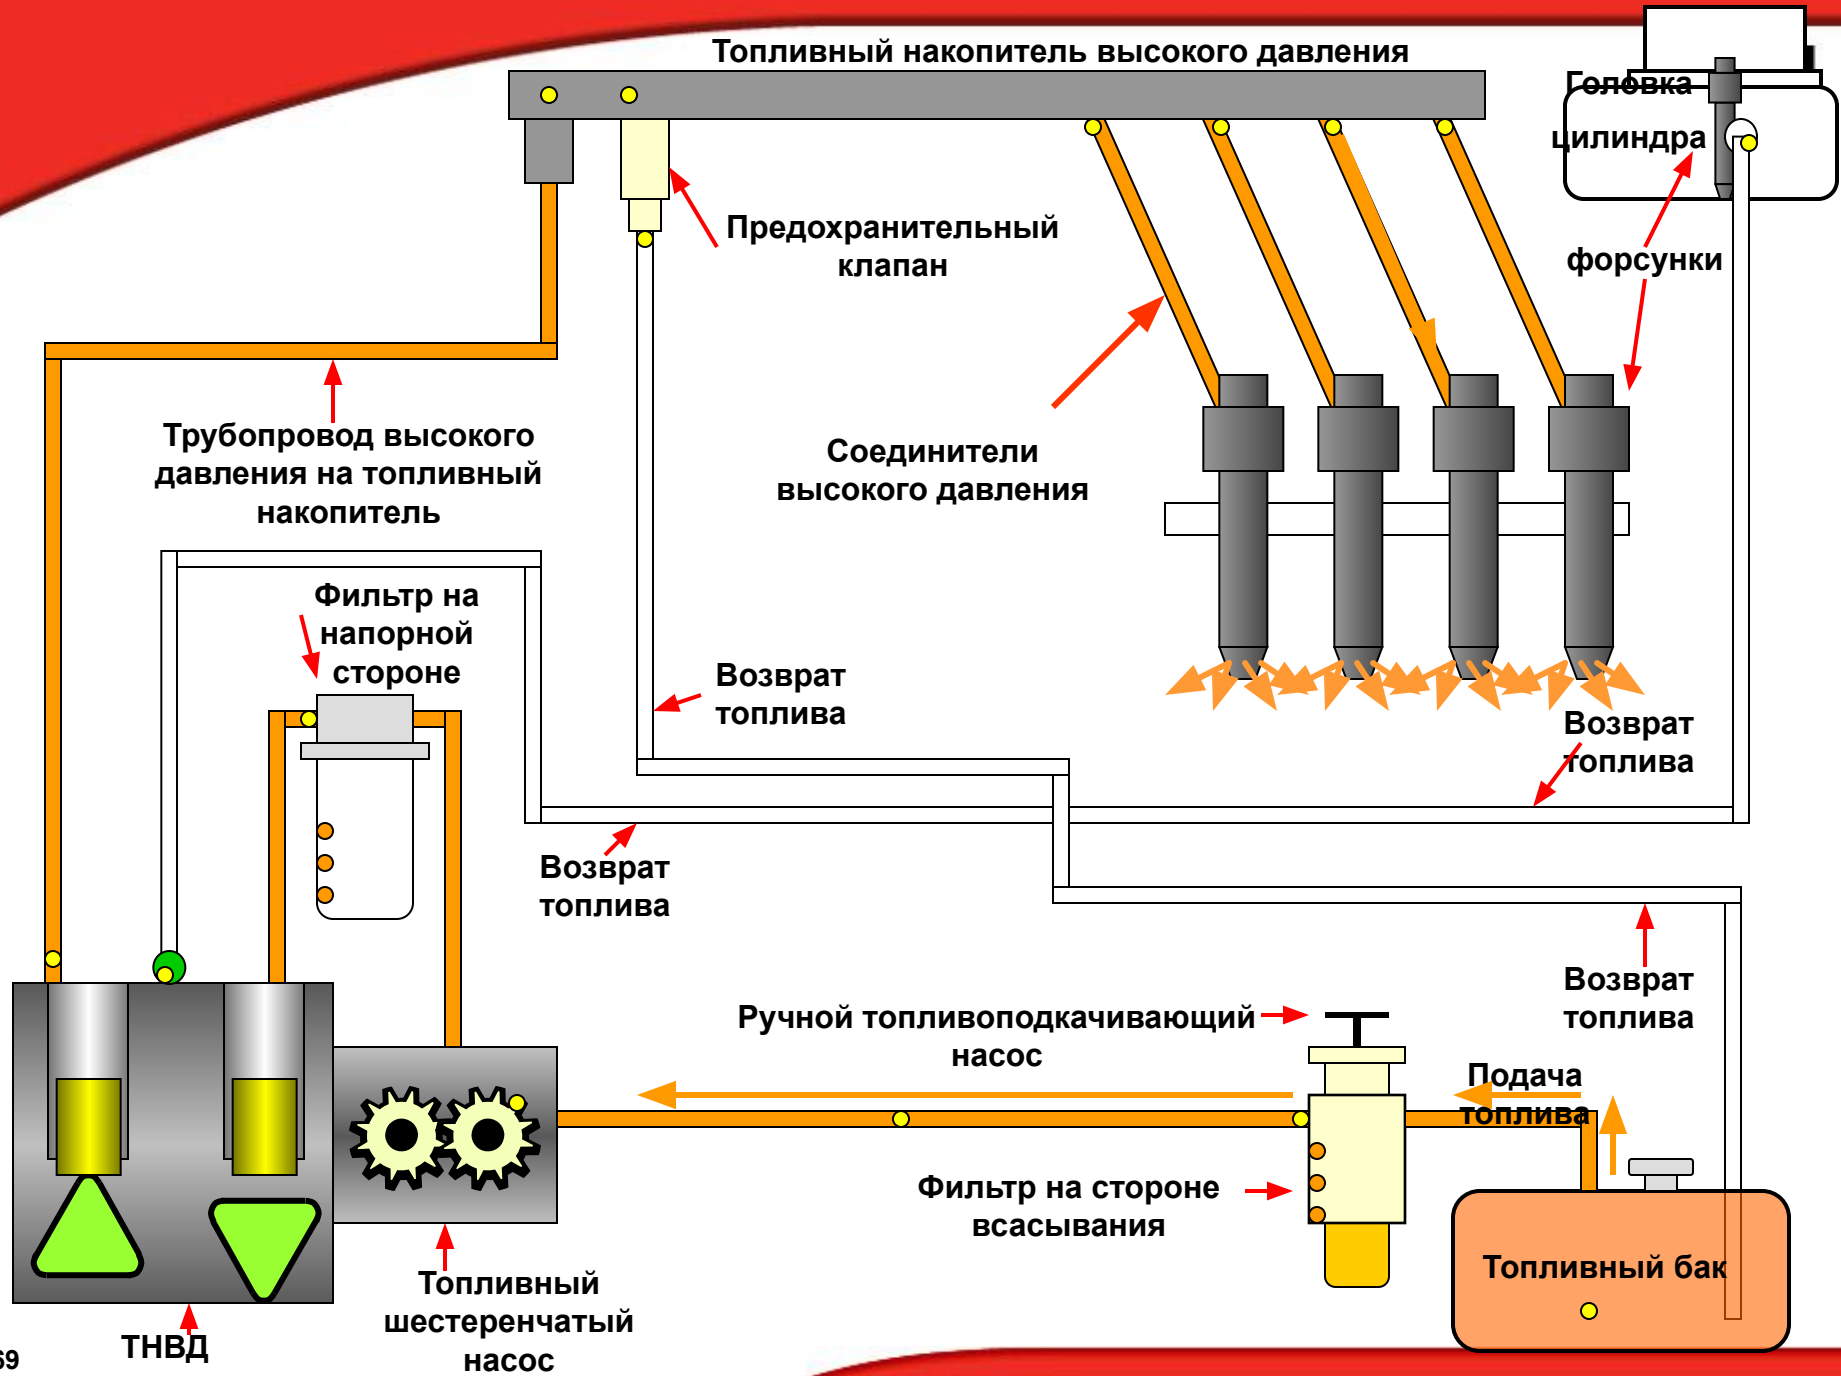 Топливный накопитель высокого давления
Головка
цилиндра
Предохранительный
клапан
форсунки
Трубопровод высокого
давления на топливный
накопитель
Соединители
высокого давления
Фильтр на
напорной
стороне
Возврат
топлива
Возврат
топлива
Возврат
топлива
Возврат
топлива
Ручной топливоподкачивающий
насос
Подача
топлива
Фильтр на стороне
всасывания
Топливный бак
Топливный
шестеренчатый
насос
ТНВД
69